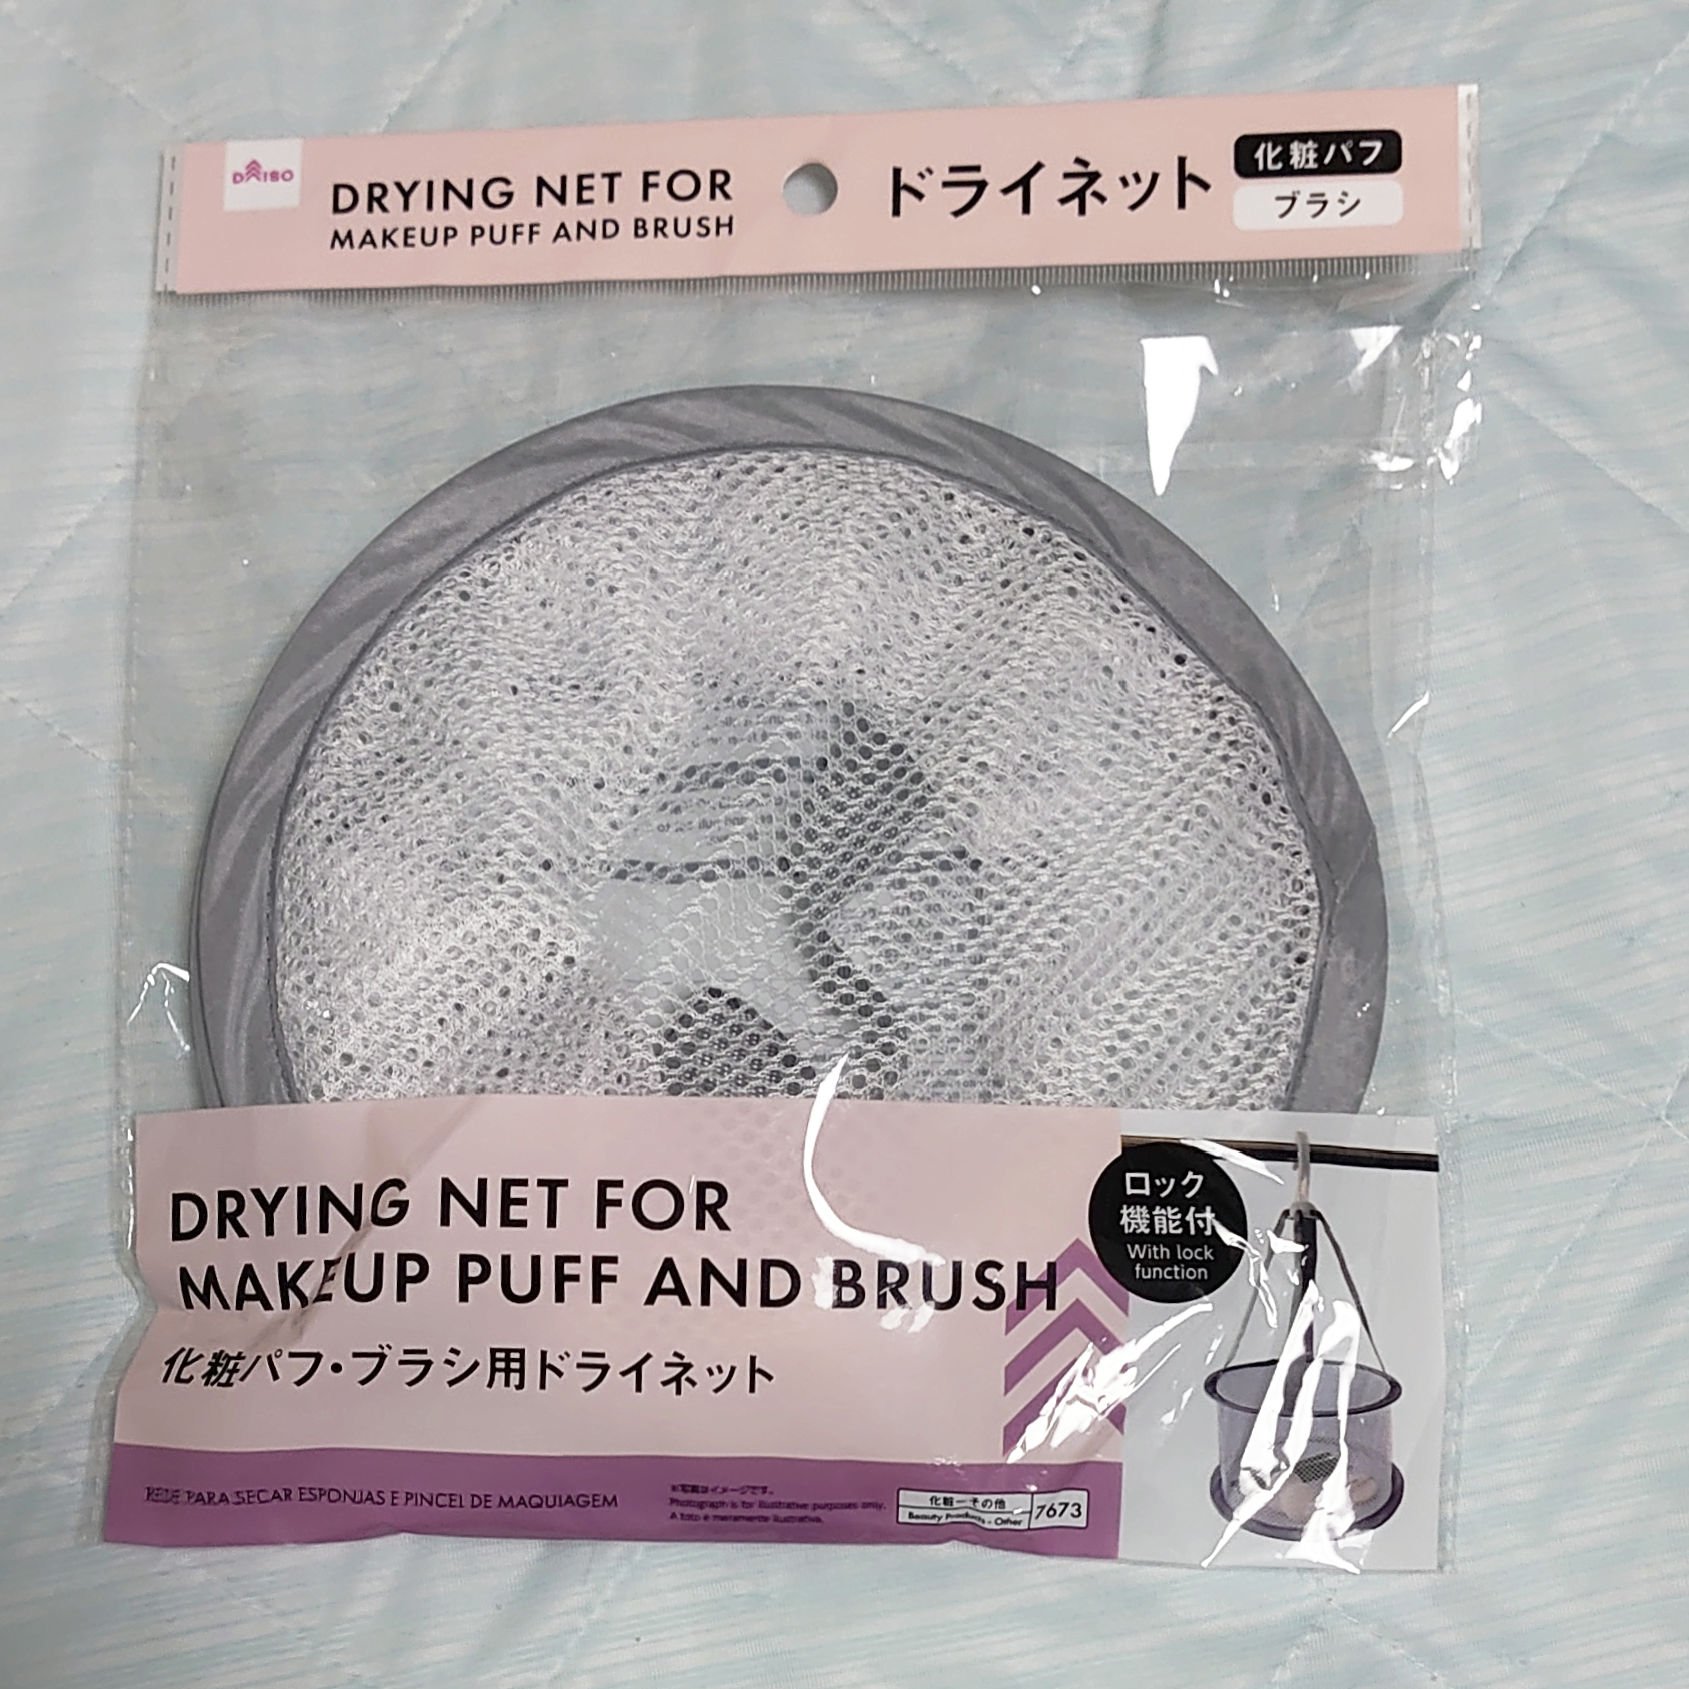 DAISO
DRYING NET FOR
MAKEUP PUFF AND BRUSH
ドライネット
化粧パフ
ブラシ
DRYING NET FOR
MAKEUP PUFF AND BRUSH
化粧パフ・ブラシ用ドライネット
ロック
機能付
With lock
function
REDE PARA SECAR ESPONJAS E PINCEL DE MAQUIAGEM
※写真はイメージです。
Photograph is for illustrative purposes only.
A foto é meramente ilustrativa.
化粧－その他
Beauty Products - Other
7673